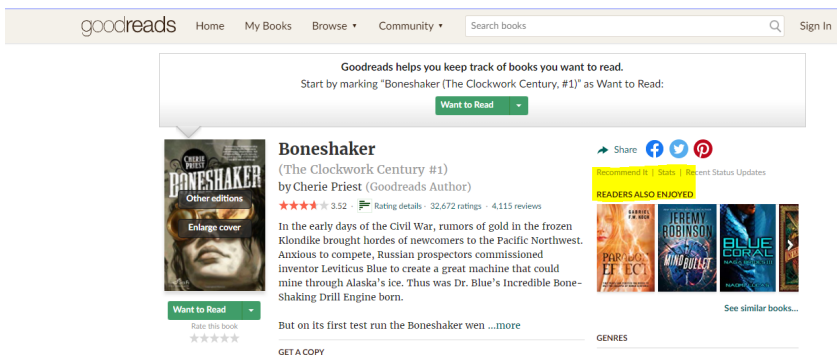 goodreads Home My Books Browse ▾ Community ▾ Search books Sign In
Goodreads helps you keep track of books you want to read.
Start by marking “Boneshaker (The Clockwork Century, #1)” as Want to Read:
Want to Read
CHERIE
PRIEST
BONESHAKER
Other editions
Enlarge cover
Want to Read
Rate this book
Boneshaker
(The Clockwork Century #1)
by Cherie Priest (Goodreads Author)
3.52 · Rating details · 32,672 ratings · 4,115 reviews
In the early days of the Civil War, rumors of gold in the frozen
Klondike brought hordes of newcomers to the Pacific Northwest.
Anxious to compete, Russian prospectors commissioned
inventor Leviticus Blue to create a great machine that could
mine through Alaska’s ice. Thus was Dr. Blue’s Incredible Bone-
Shaking Drill Engine born.
But on its first test run the Boneshaker wen ...more
GET A COPY
Share
Recommend It | Stats | Recent Status Updates
READERS ALSO ENJOYED
GABRIEL
EFFECT
JEREMY
ROBINSON
MINDBULLET
BLUE
CORAL
See similar books...
GENRES